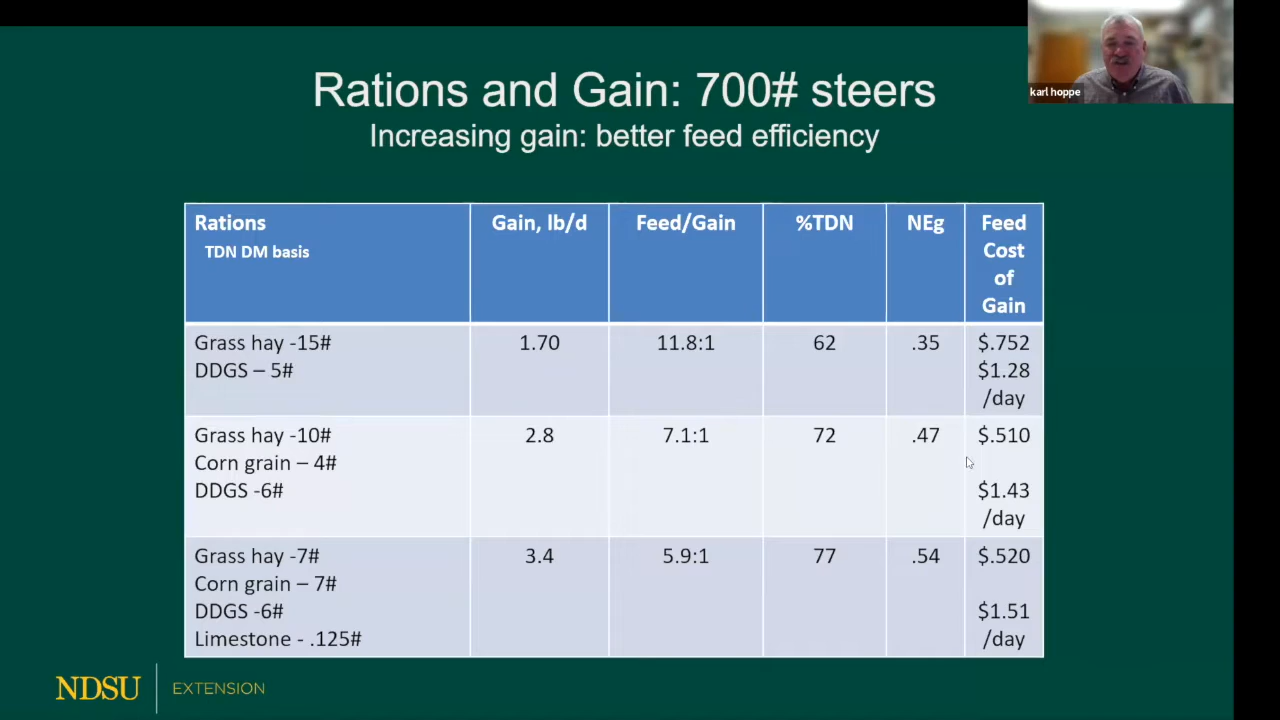 karl hoppe
Rations and Gain: 700# steers
Increasing gain: better feed efficiency
Rations
TDN DM basis
Gain, lb/d
Feed/Gain
%TDN
NEg
Feed
Cost
of
Gain
Grass hay -15#
DDGS – 5#
1.70
11.8:1
62
.35
$.752
$1.28
/day
Grass hay -10#
Corn grain – 4#
DDGS -6#
2.8
7.1:1
72
.47
$.510
$1.43
/day
Grass hay -7#
Corn grain – 7#
DDGS -6#
Limestone - .125#
3.4
5.9:1
77
.54
$.520
$1.51
/day
NDSU
EXTENSION